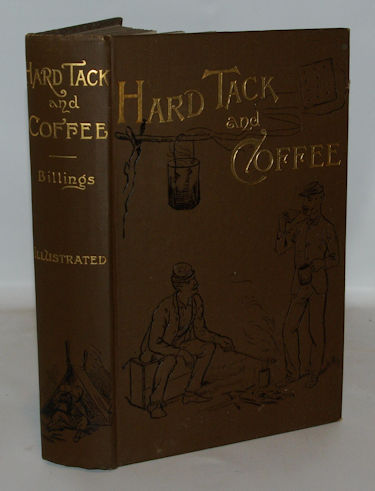 HARD TACK
and
COFFEE
Billings
ILLUSTRATED
HARD TACK
and
COFFEE